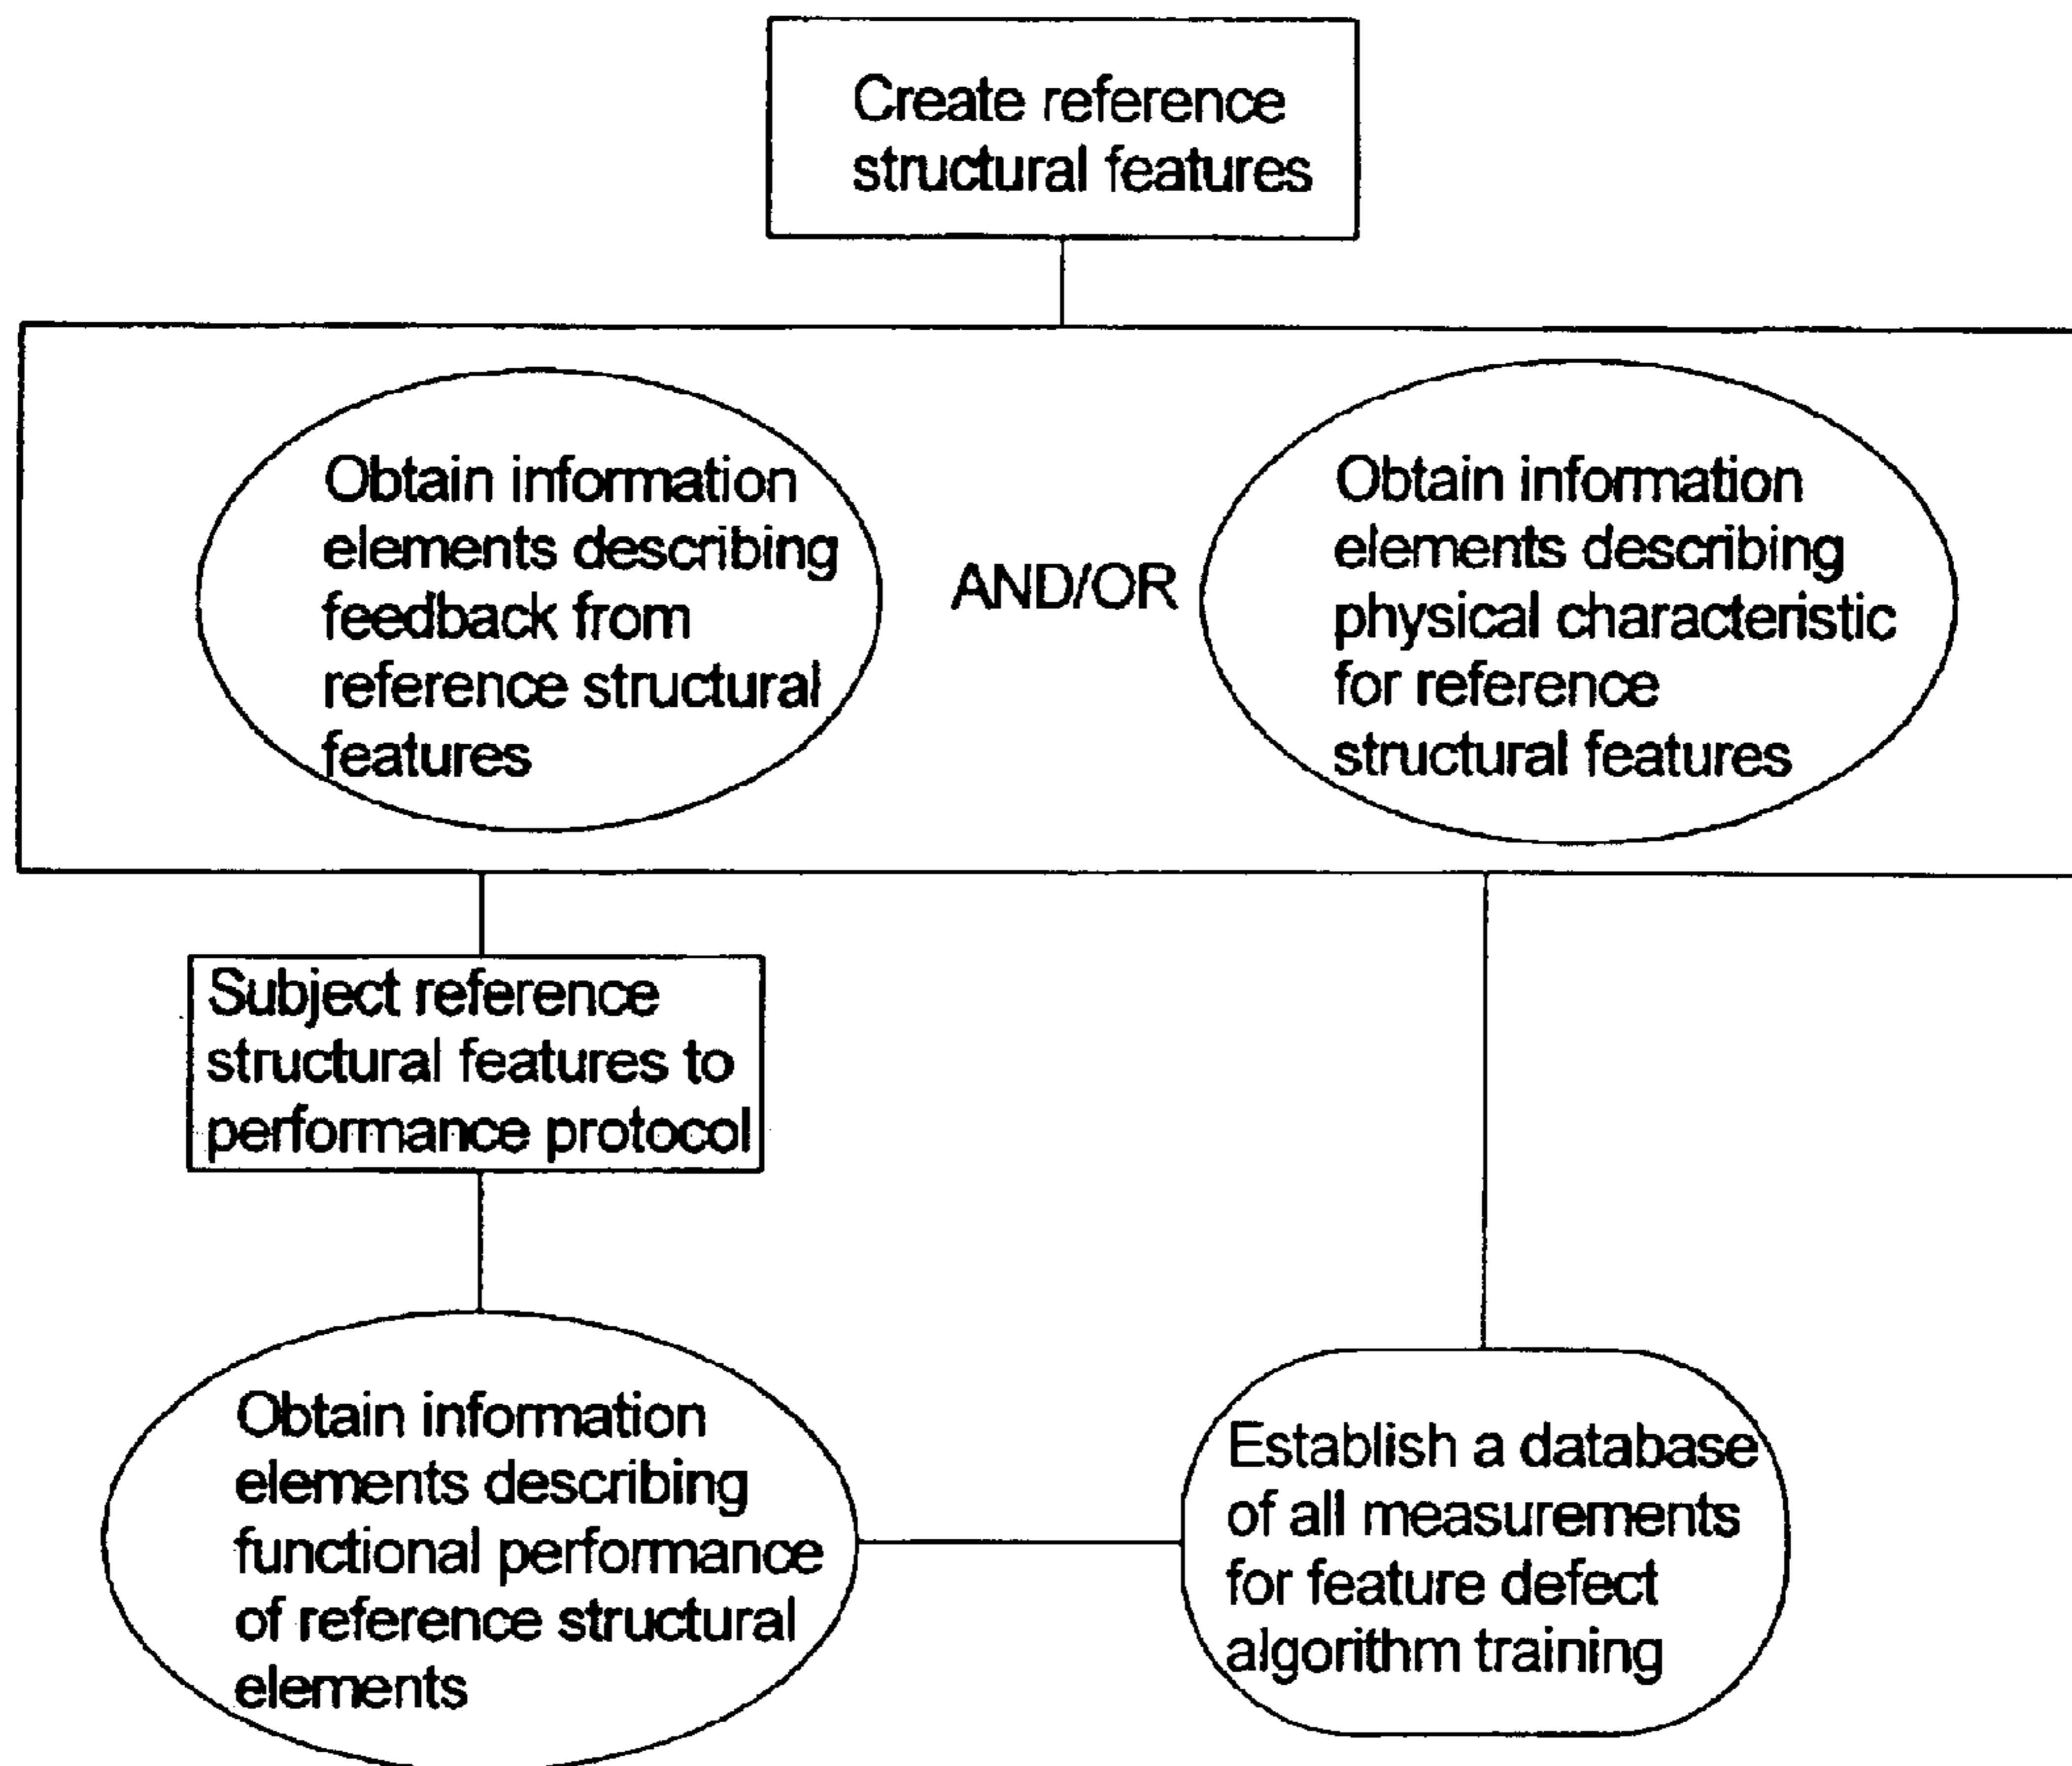 Create reference
structural features
Obtain information
elements describing
feedback from
reference structural
features
AND/OR
Obtain information
elements describing
physical characteristic
for reference
structural features
Subject reference
structural features to
performance protocol
Obtain information
elements describing
functional performance
of reference structural
elements
Establish a database
of all measurements
for feature defect
algorithm training